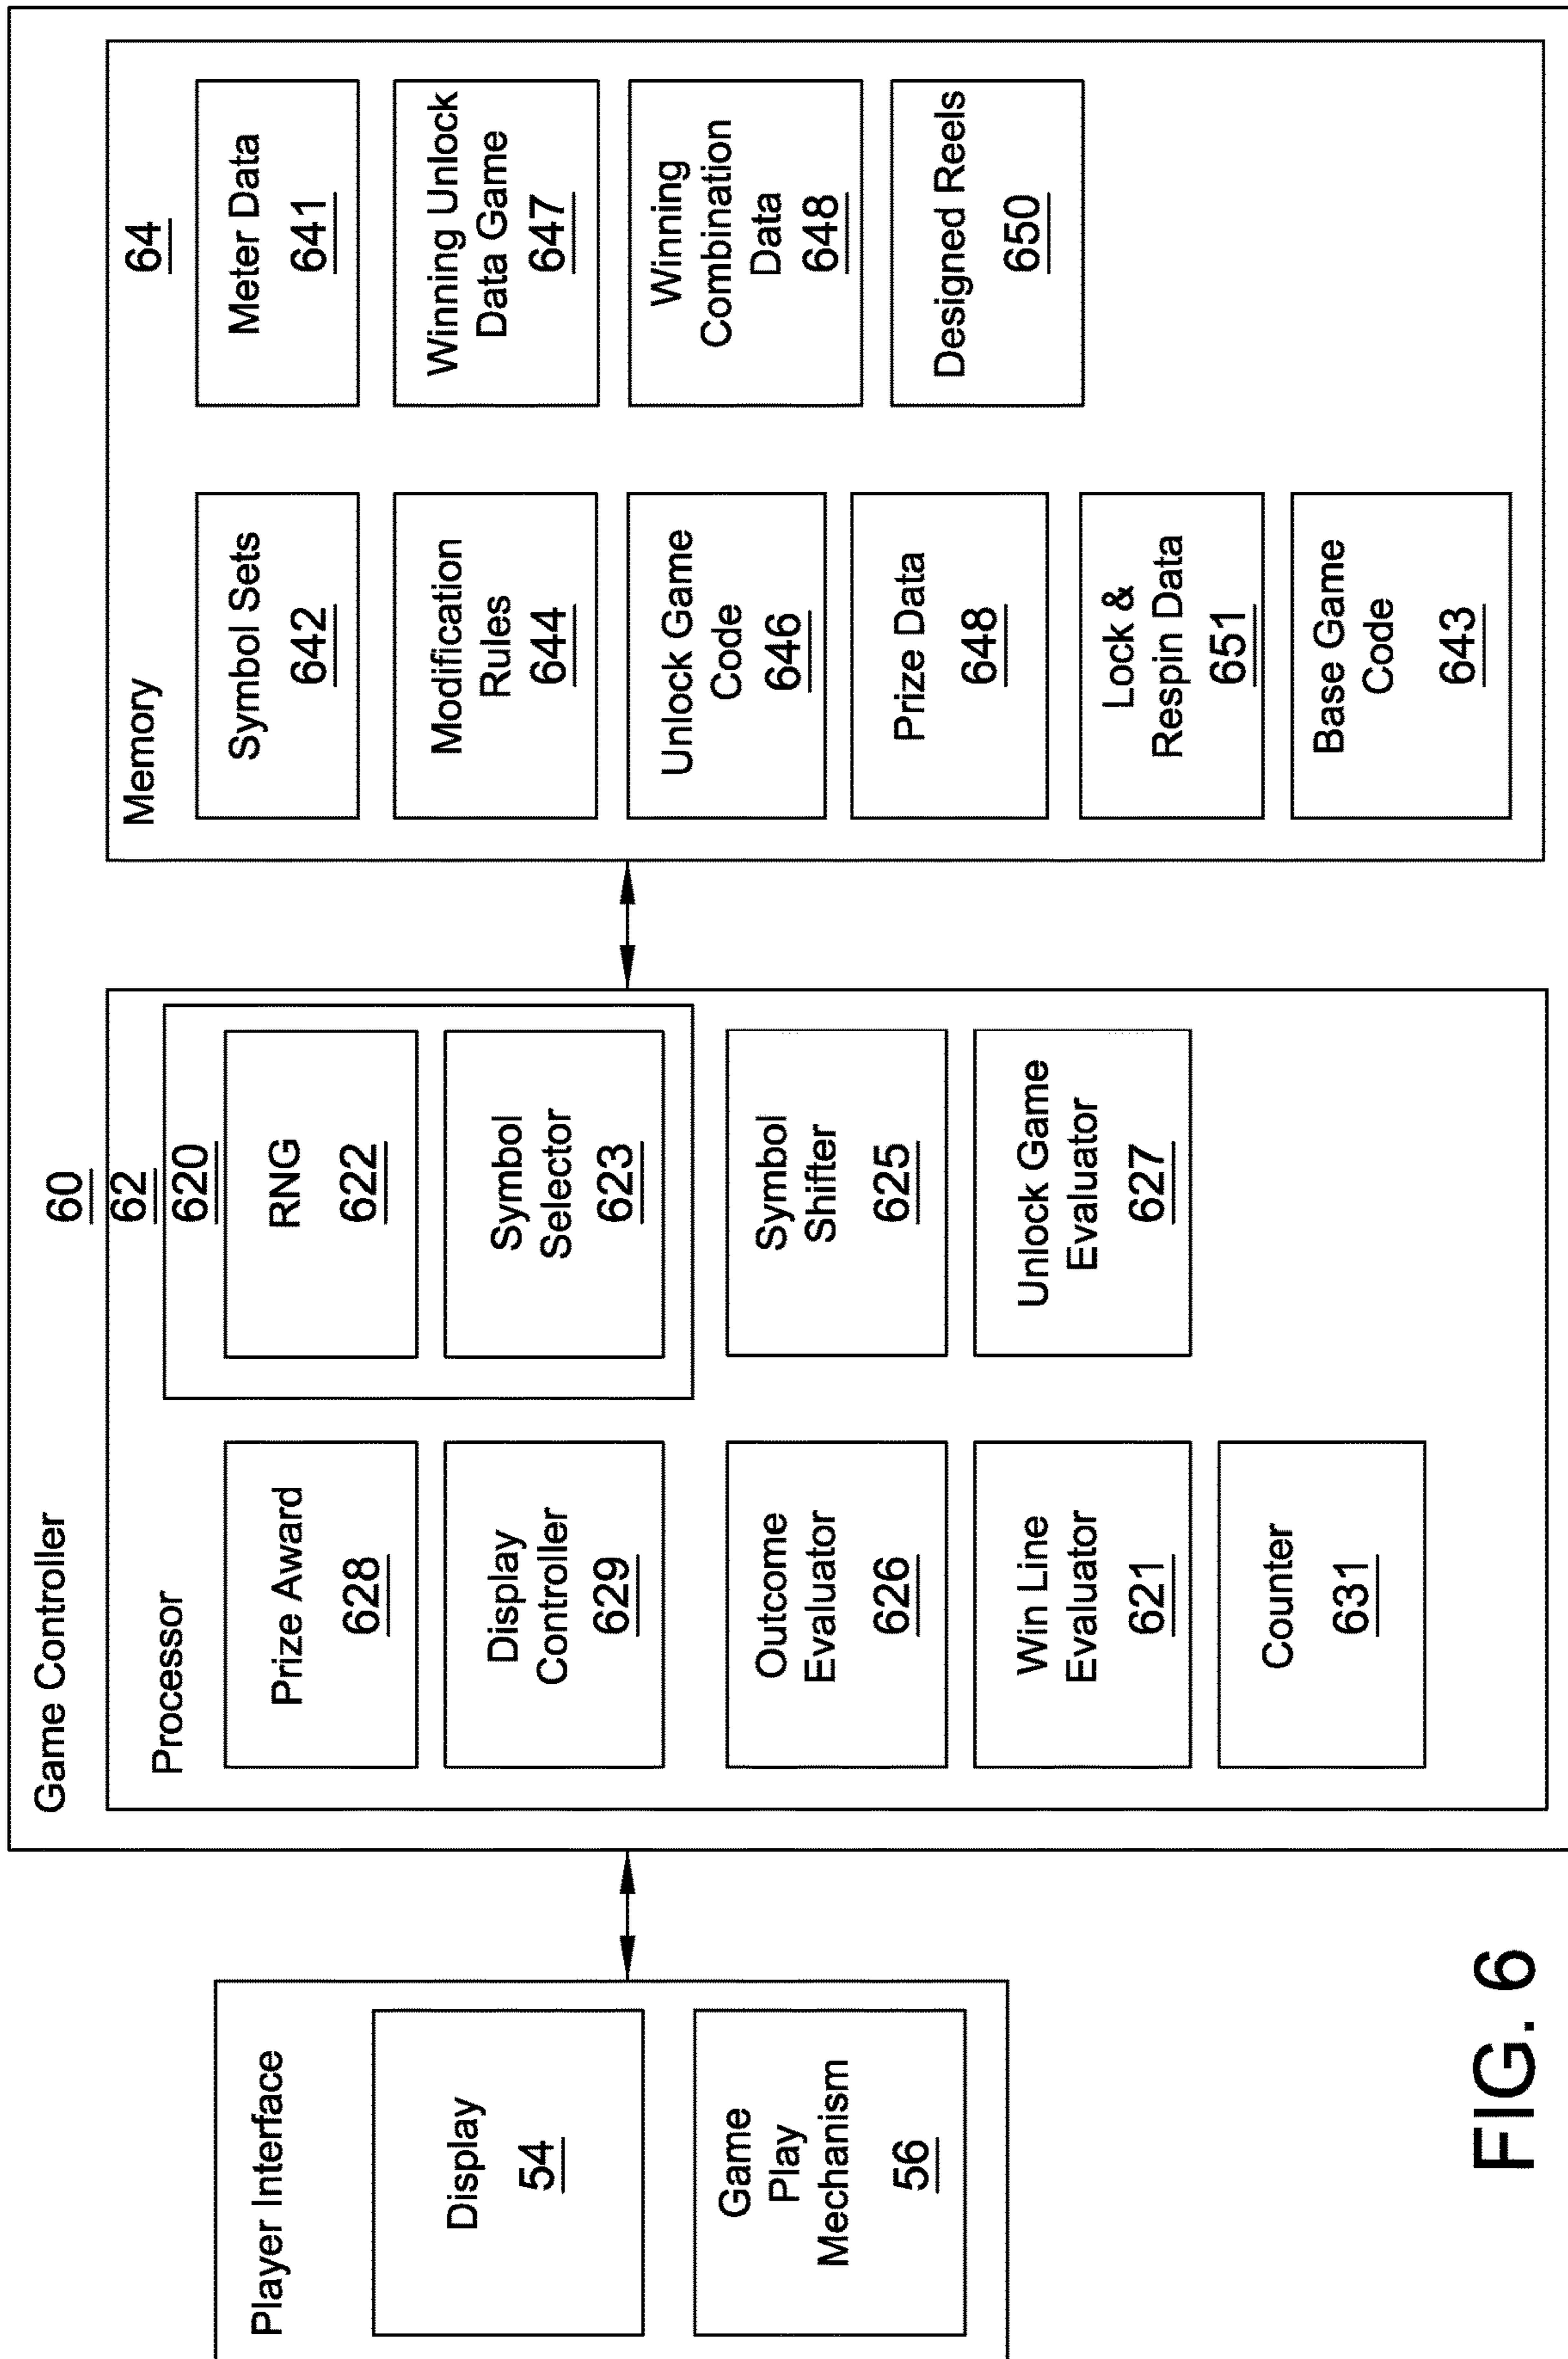 Player Interface
Display
54
Game
Play
Mechanism
56
Game Controller
60
Processor
62
620
Prize Award
628
RNG
622
Display
Controller
629
Symbol
Selector
623
Outcome
Evaluator
626
Symbol
Shifter
625
Win Line
Evaluator
621
Unlock Game
Evaluator
627
Counter
631
Memory
64
Symbol Sets
642
Meter Data
641
Modification
Rules
644
Winning Unlock
Data Game
647
Unlock Game
Code
646
Winning
Combination
Data
648
Prize Data
648
Designed Reels
650
Lock &
Respin Data
651
Base Game
Code
643
FIG. 6